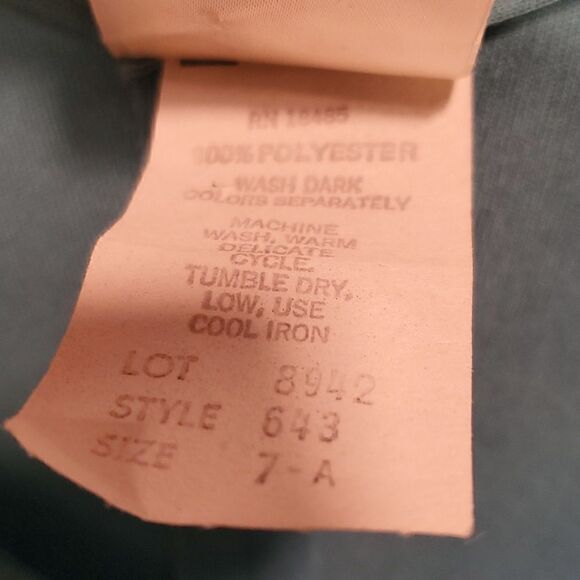 RN 18485
100% POLYESTER
WASH DARK
COLORS SEPARATELY
MACHINE
WASH, WARM
DELICATE
CYCLE.
TUMBLE DRY,
LOW, USE
COOL IRON
LOT 8942
STYLE 643
SIZE 7-A